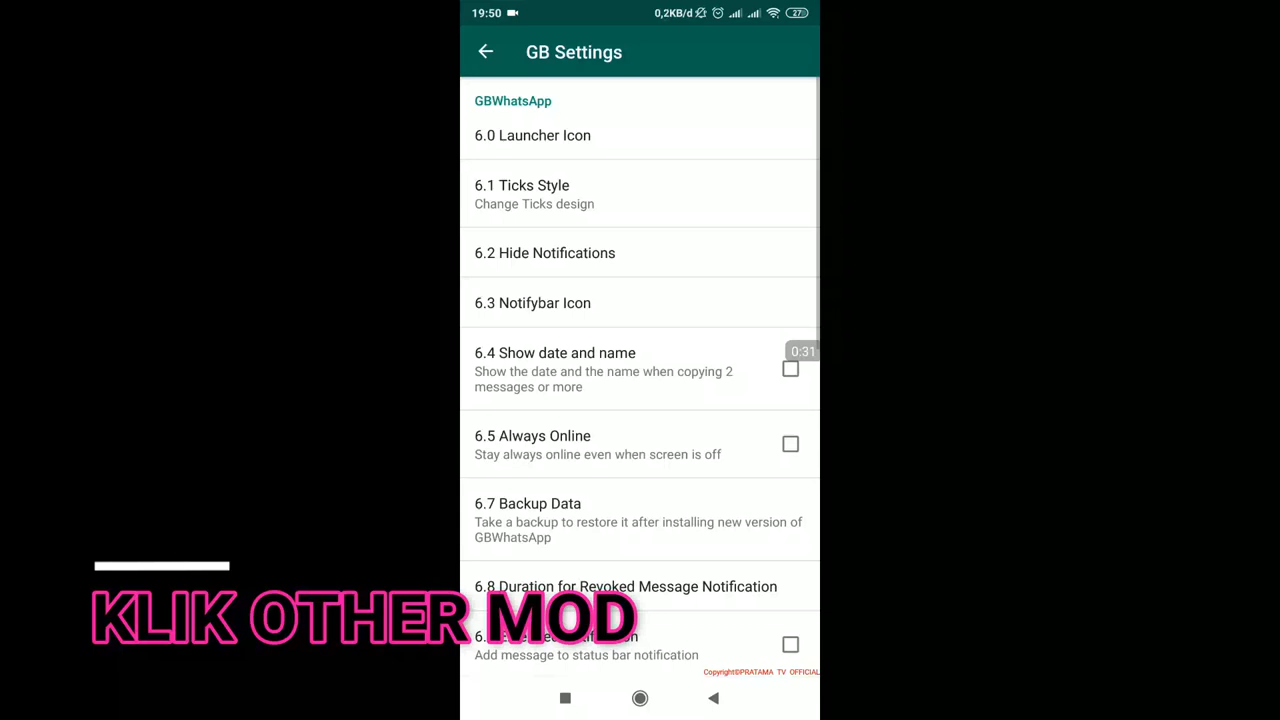 19:50
0,2KB/d
27
GB Settings
GBWhatsApp
6.0 Launcher Icon
6.1 Ticks Style
Change Ticks design
6.2 Hide Notifications
6.3 Notifybar Icon
6.4 Show date and name
Show the date and the name when copying 2
messages or more
0:31
6.5 Always Online
Stay always online even when screen is off
6.7 Backup Data
Take a backup to restore it after installing new version of
GBWhatsApp
6.8 Duration for Revoked Message Notification
KLIK OTHER MOD
Add message to status bar notification
Copyright©PRATAMA TV OFFICIAL